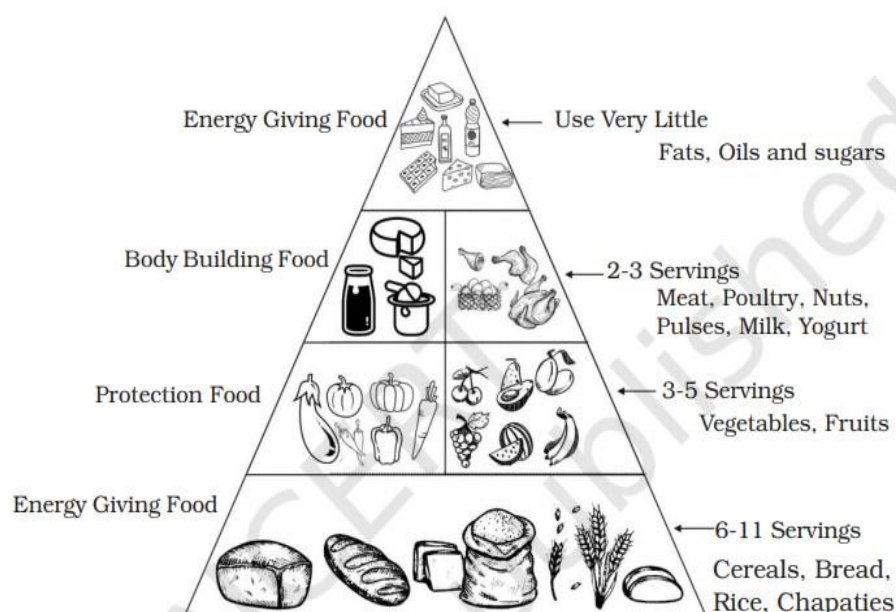 Energy Giving Food
Use Very Little
Fats, Oils and sugars
Body Building Food
2-3 Servings
Meat, Poultry, Nuts,
Pulses, Milk, Yogurt
Protection Food
3-5 Servings
Vegetables, Fruits
Energy Giving Food
6-11 Servings
Cereals, Bread,
Rice, Chapaties